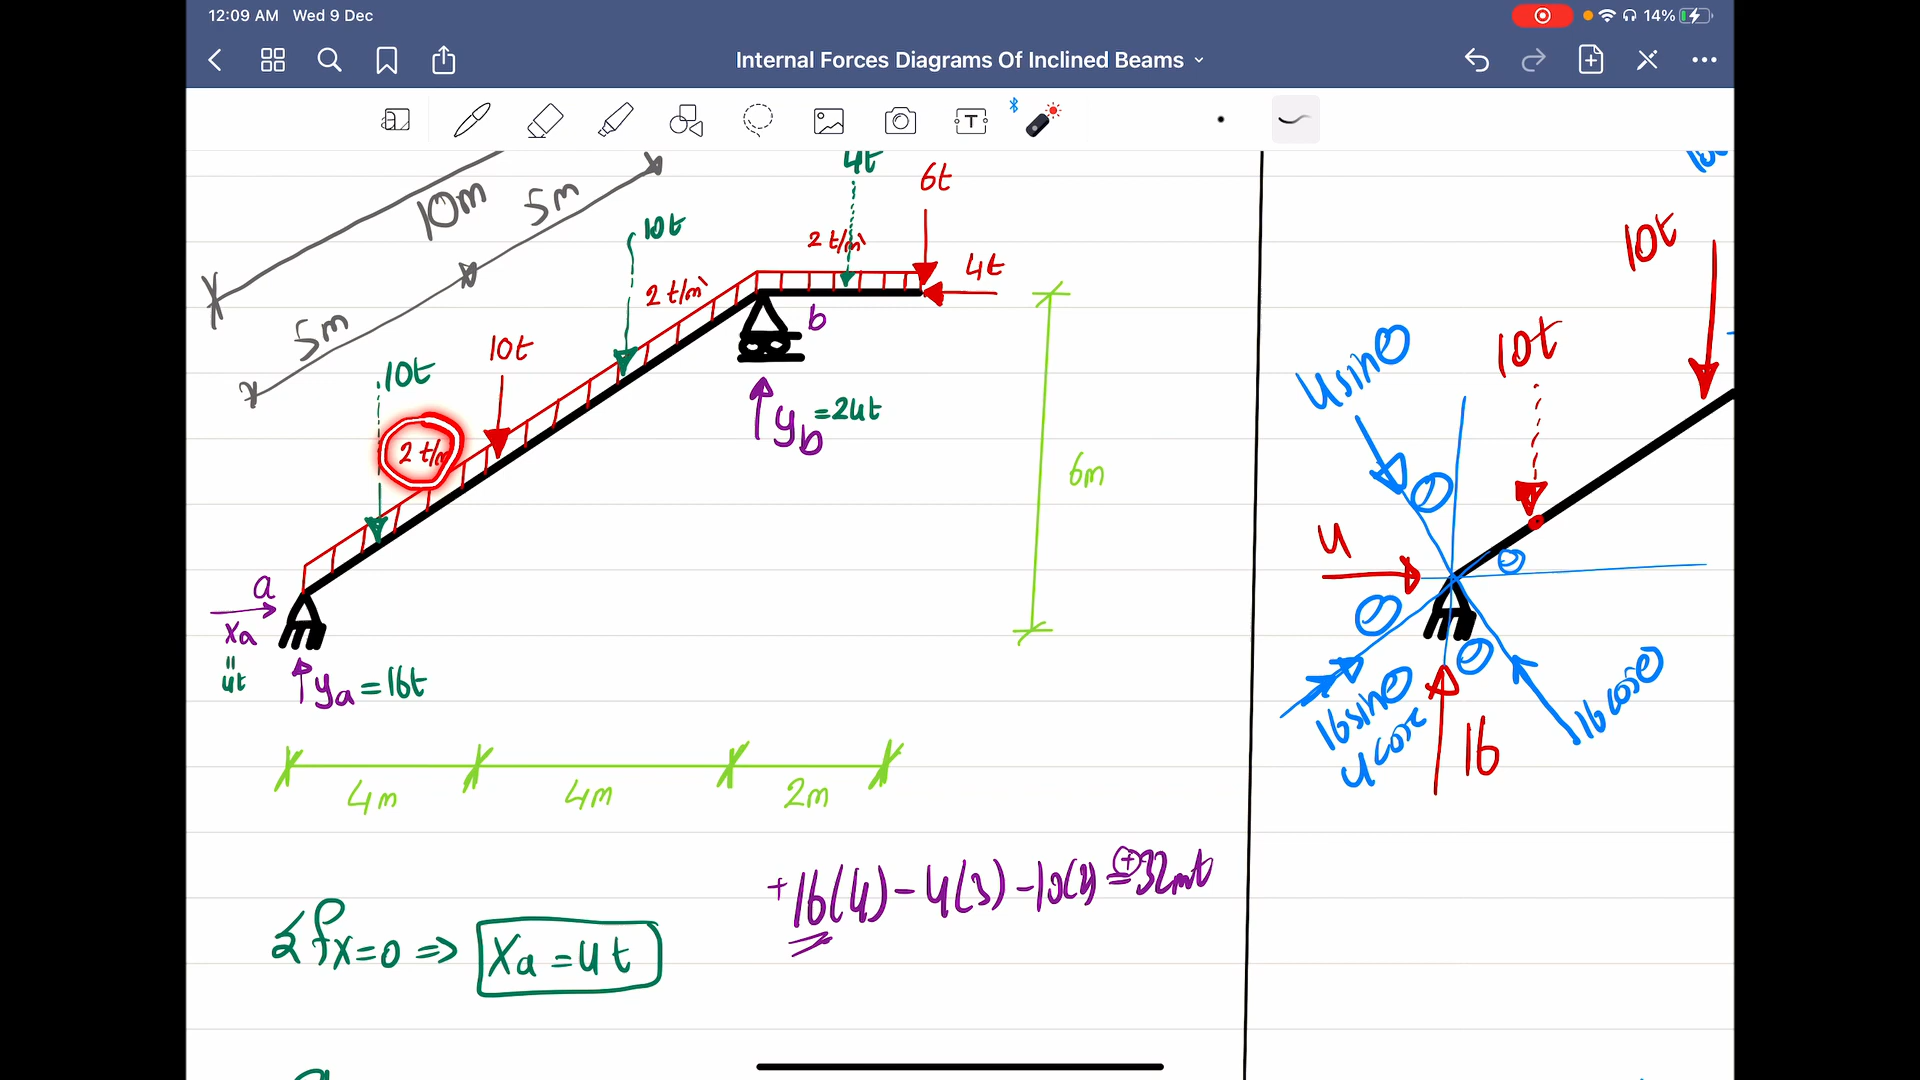 12:09 AM Wed 9 Dec
14%
Internal Forces Diagrams Of Inclined Beams
T
10m
5m
5m
4t
6t
10t
2 t/m'
4t
2 t/m'
10t
10t
b
2 t/m
yb = 24t
6m
a
xa
=
4t
ya = 16t
4m
4m
2m
+16(4) - 4(3) - 10(2) = ⊕32mt
Σfx=0 => Xa = 4t
10t
10t
4sinθ
θ
4
θ
θ
θ
16sinθ
4cos
16cosθ
16